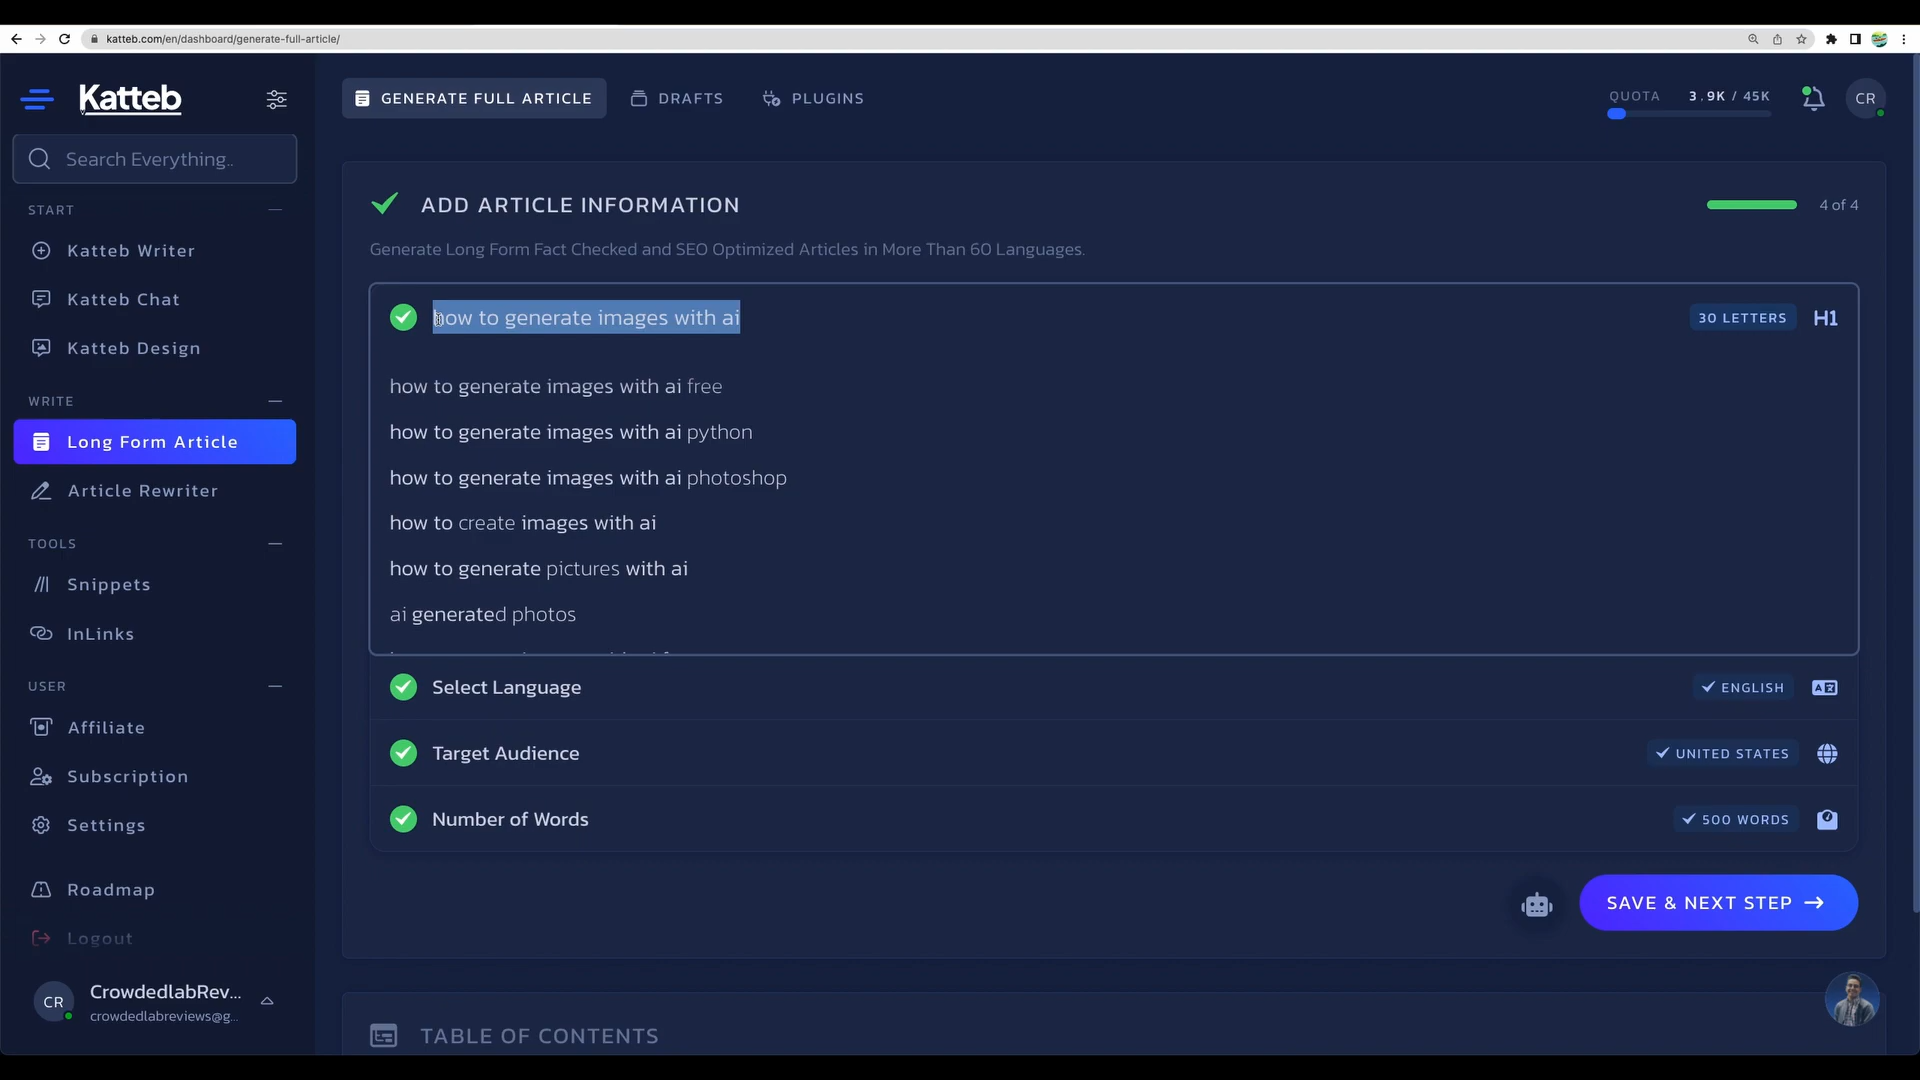 katteb.com/en/dashboard/generate-full-article/
Katteb
GENERATE FULL ARTICLE
DRAFTS
PLUGINS
QUOTA 3.9K / 45K
CR
Search Everything..
START
Katteb Writer
Katteb Chat
Katteb Design
WRITE
Long Form Article
Article Rewriter
TOOLS
Snippets
InLinks
USER
Affiliate
Subscription
Settings
Roadmap
Logout
CR
CrowdedlabRev...
crowdedlabreviews@g...
ADD ARTICLE INFORMATION
4 of 4
Generate Long Form Fact Checked and SEO Optimized Articles in More Than 60 Languages.
how to generate images with ai
30 LETTERS H1
how to generate images with ai free
how to generate images with ai python
how to generate images with ai photoshop
how to create images with ai
how to generate pictures with ai
ai generated photos
Select Language
ENGLISH
Target Audience
UNITED STATES
Number of Words
500 WORDS
SAVE & NEXT STEP
TABLE OF CONTENTS